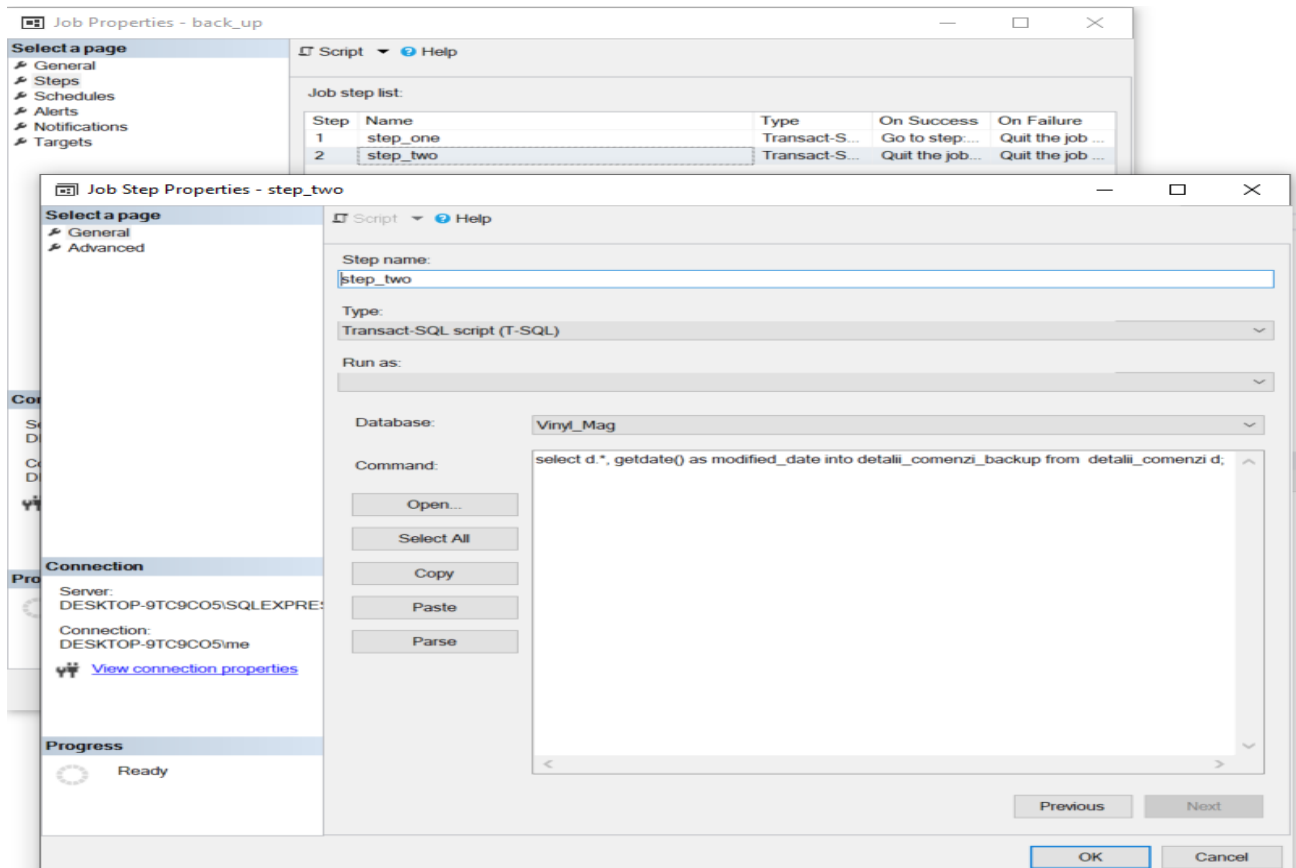 Job Properties - back_up
Select a page
General
Steps
Schedules
Alerts
Notifications
Targets
Script Help
Job step list:
Step Name Type On Success On Failure
1 step_one Transact-S... Go to step:... Quit the job ...
2 step_two Transact-S... Quit the job... Quit the job ...
Job Step Properties - step_two
Select a page
General
Advanced
Script Help
Step name:
step_two
Type:
Transact-SQL script (T-SQL)
Run as:
Database:
Vinyl_Mag
Command:
select d.*, getdate() as modified_date into detalii_comenzi_backup from detalii_comenzi d;
Open...
Select All
Copy
Paste
Parse
Connection
Server:
DESKTOP-9TC9CO5\SQLEXPRES
Connection:
DESKTOP-9TC9CO5\me
View connection properties
Progress
Ready
Previous Next
OK Cancel